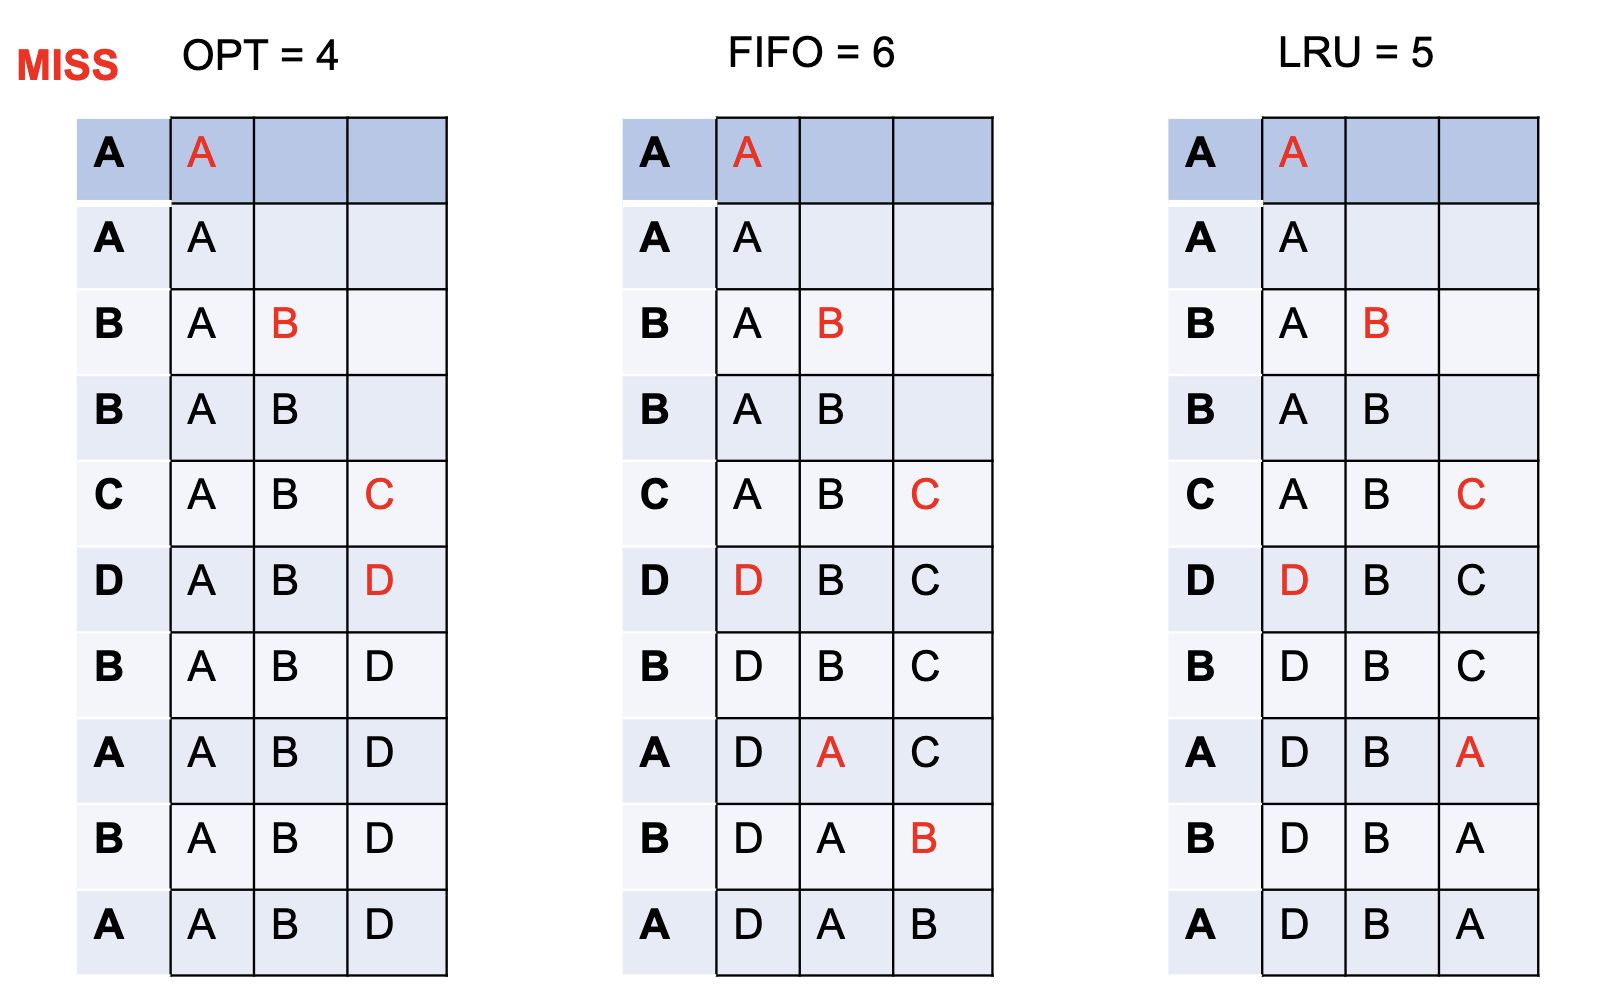 MISS OPT = 4 FIFO = 6 LRU = 5
A A A A A A
A A A A A A
B A B B A B B A B
B A B B A B B A B
C A B C C A B C C A B C
D A B D D D B C D D B C
B A B D B D B C B D B C
A A B D A D A C A D B A
B A B D B D A B B D B A
A A B D A D A B A D B A